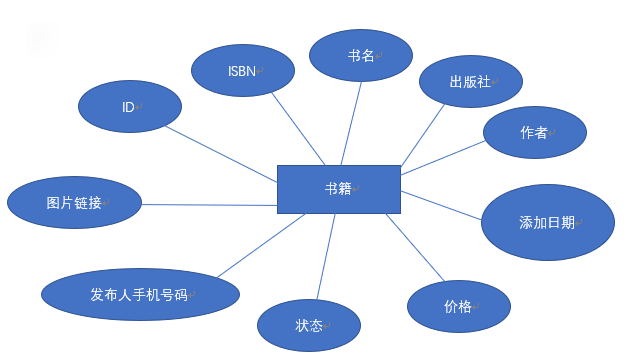 书名
ISBN
出版社
ID
作者
书籍
图片链接
添加日期
发布人手机号码
价格
状态